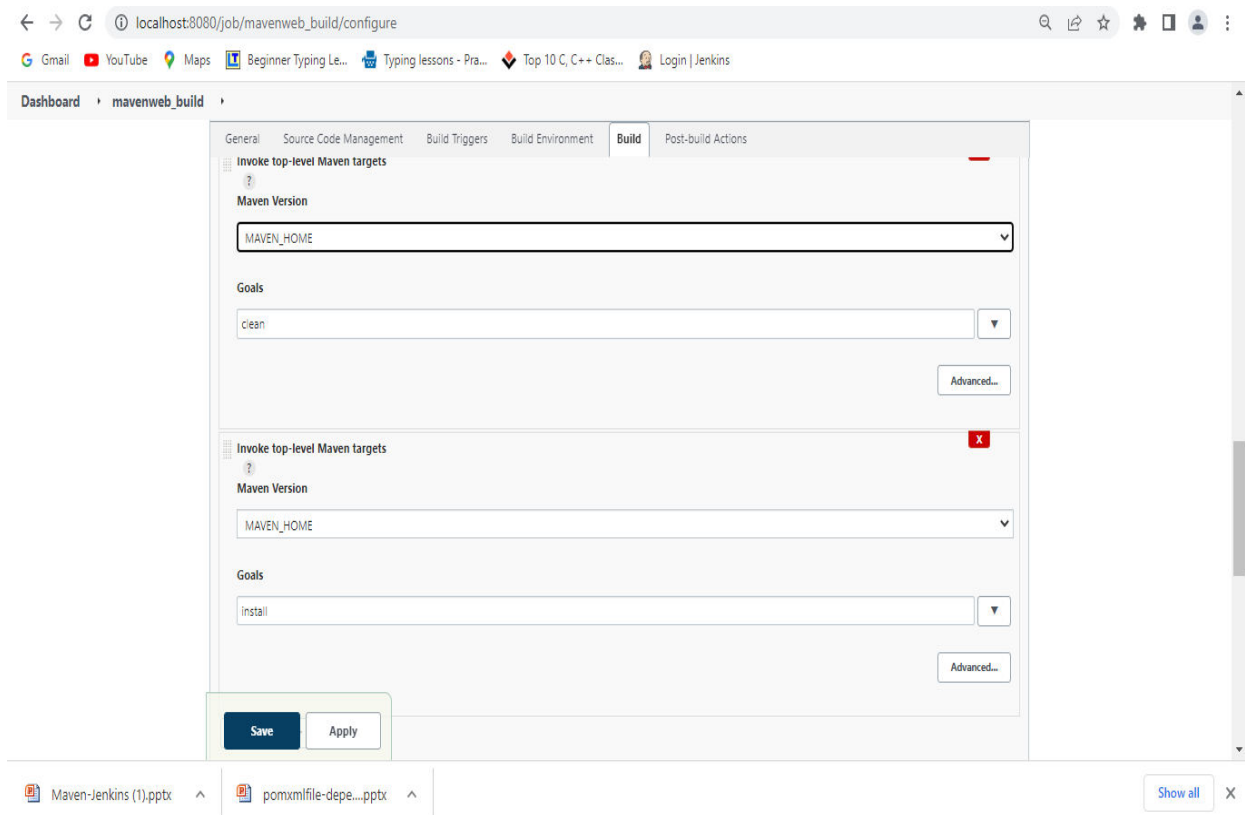 localhost:8080/job/mavenweb_build/configure
Gmail YouTube Maps Beginner Typing Le... Typing lessons - Pra... Top 10 C, C++ Clas... Login | Jenkins
Dashboard mavenweb_build
General Source Code Management Build Triggers Build Environment Build Post-build Actions
Invoke top-level Maven targets
?
Maven Version
MAVEN_HOME
Goals
clean
Advanced...
Invoke top-level Maven targets
X
?
Maven Version
MAVEN_HOME
Goals
install
Advanced...
Save Apply
Maven-Jenkins (1).pptx pomxmlfile-depe....pptx Show all X